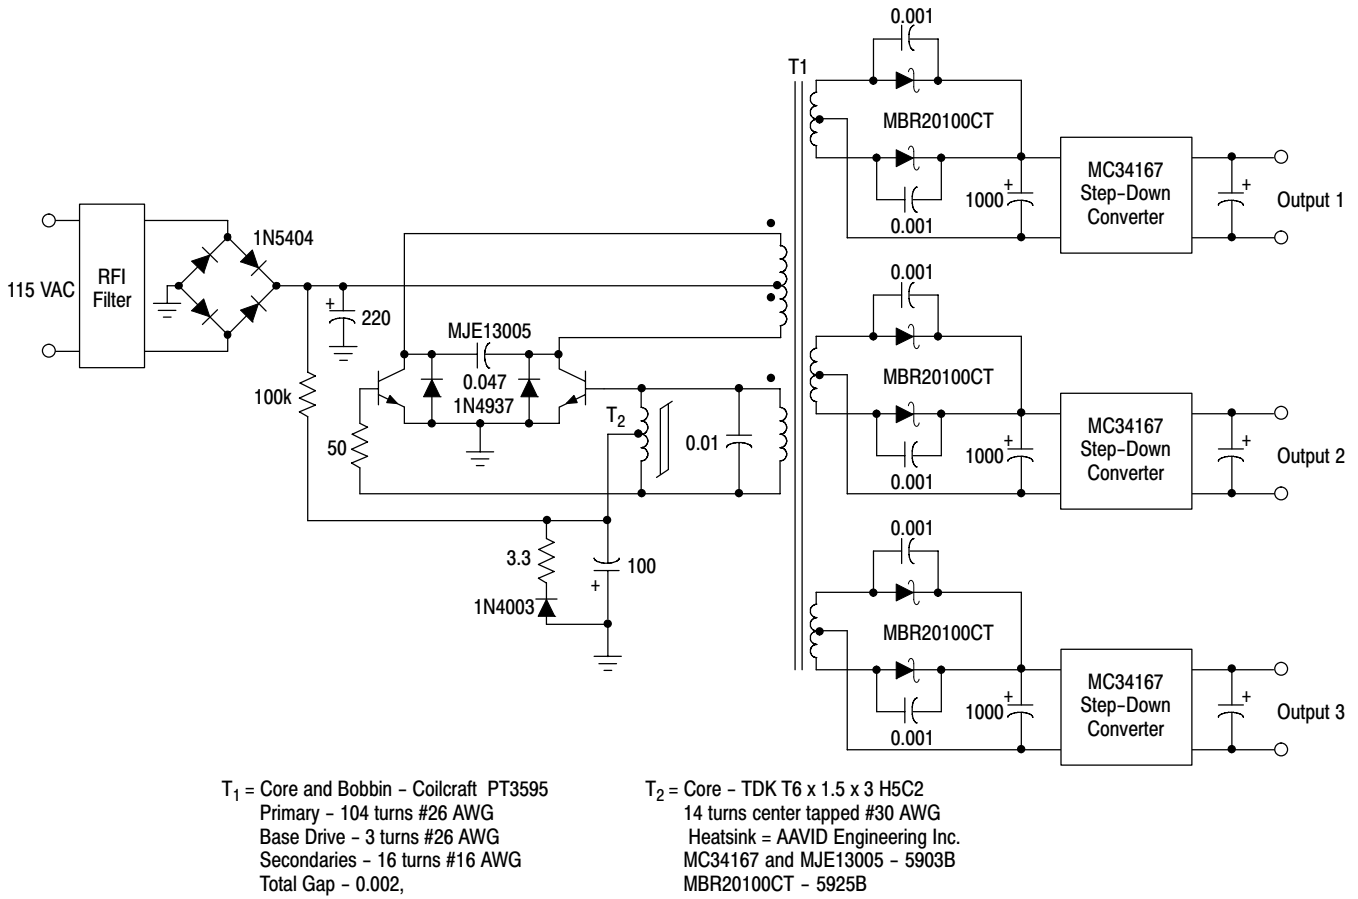 0.001
T1
MBR20100CT
MC34167
Step-Down
Converter
1000
+
+
Output 1
0.001
1N5404
115 VAC
RFI
Filter
+
220
0.001
MJE13005
0.047
1N4937
100k
50
T2
0.01
MBR20100CT
MC34167
Step-Down
Converter
1000
+
+
Output 2
0.001
3.3
100
+
1N4003
0.001
MBR20100CT
MC34167
Step-Down
Converter
1000
+
+
Output 3
0.001
T1 = Core and Bobbin - Coilcraft PT3595
Primary - 104 turns #26 AWG
Base Drive - 3 turns #26 AWG
Secondaries - 16 turns #16 AWG
Total Gap - 0.002,
T2 = Core - TDK T6 x 1.5 x 3 H5C2
14 turns center tapped #30 AWG
Heatsink = AAVID Engineering Inc.
MC34167 and MJE13005 - 5903B
MBR20100CT - 5925B